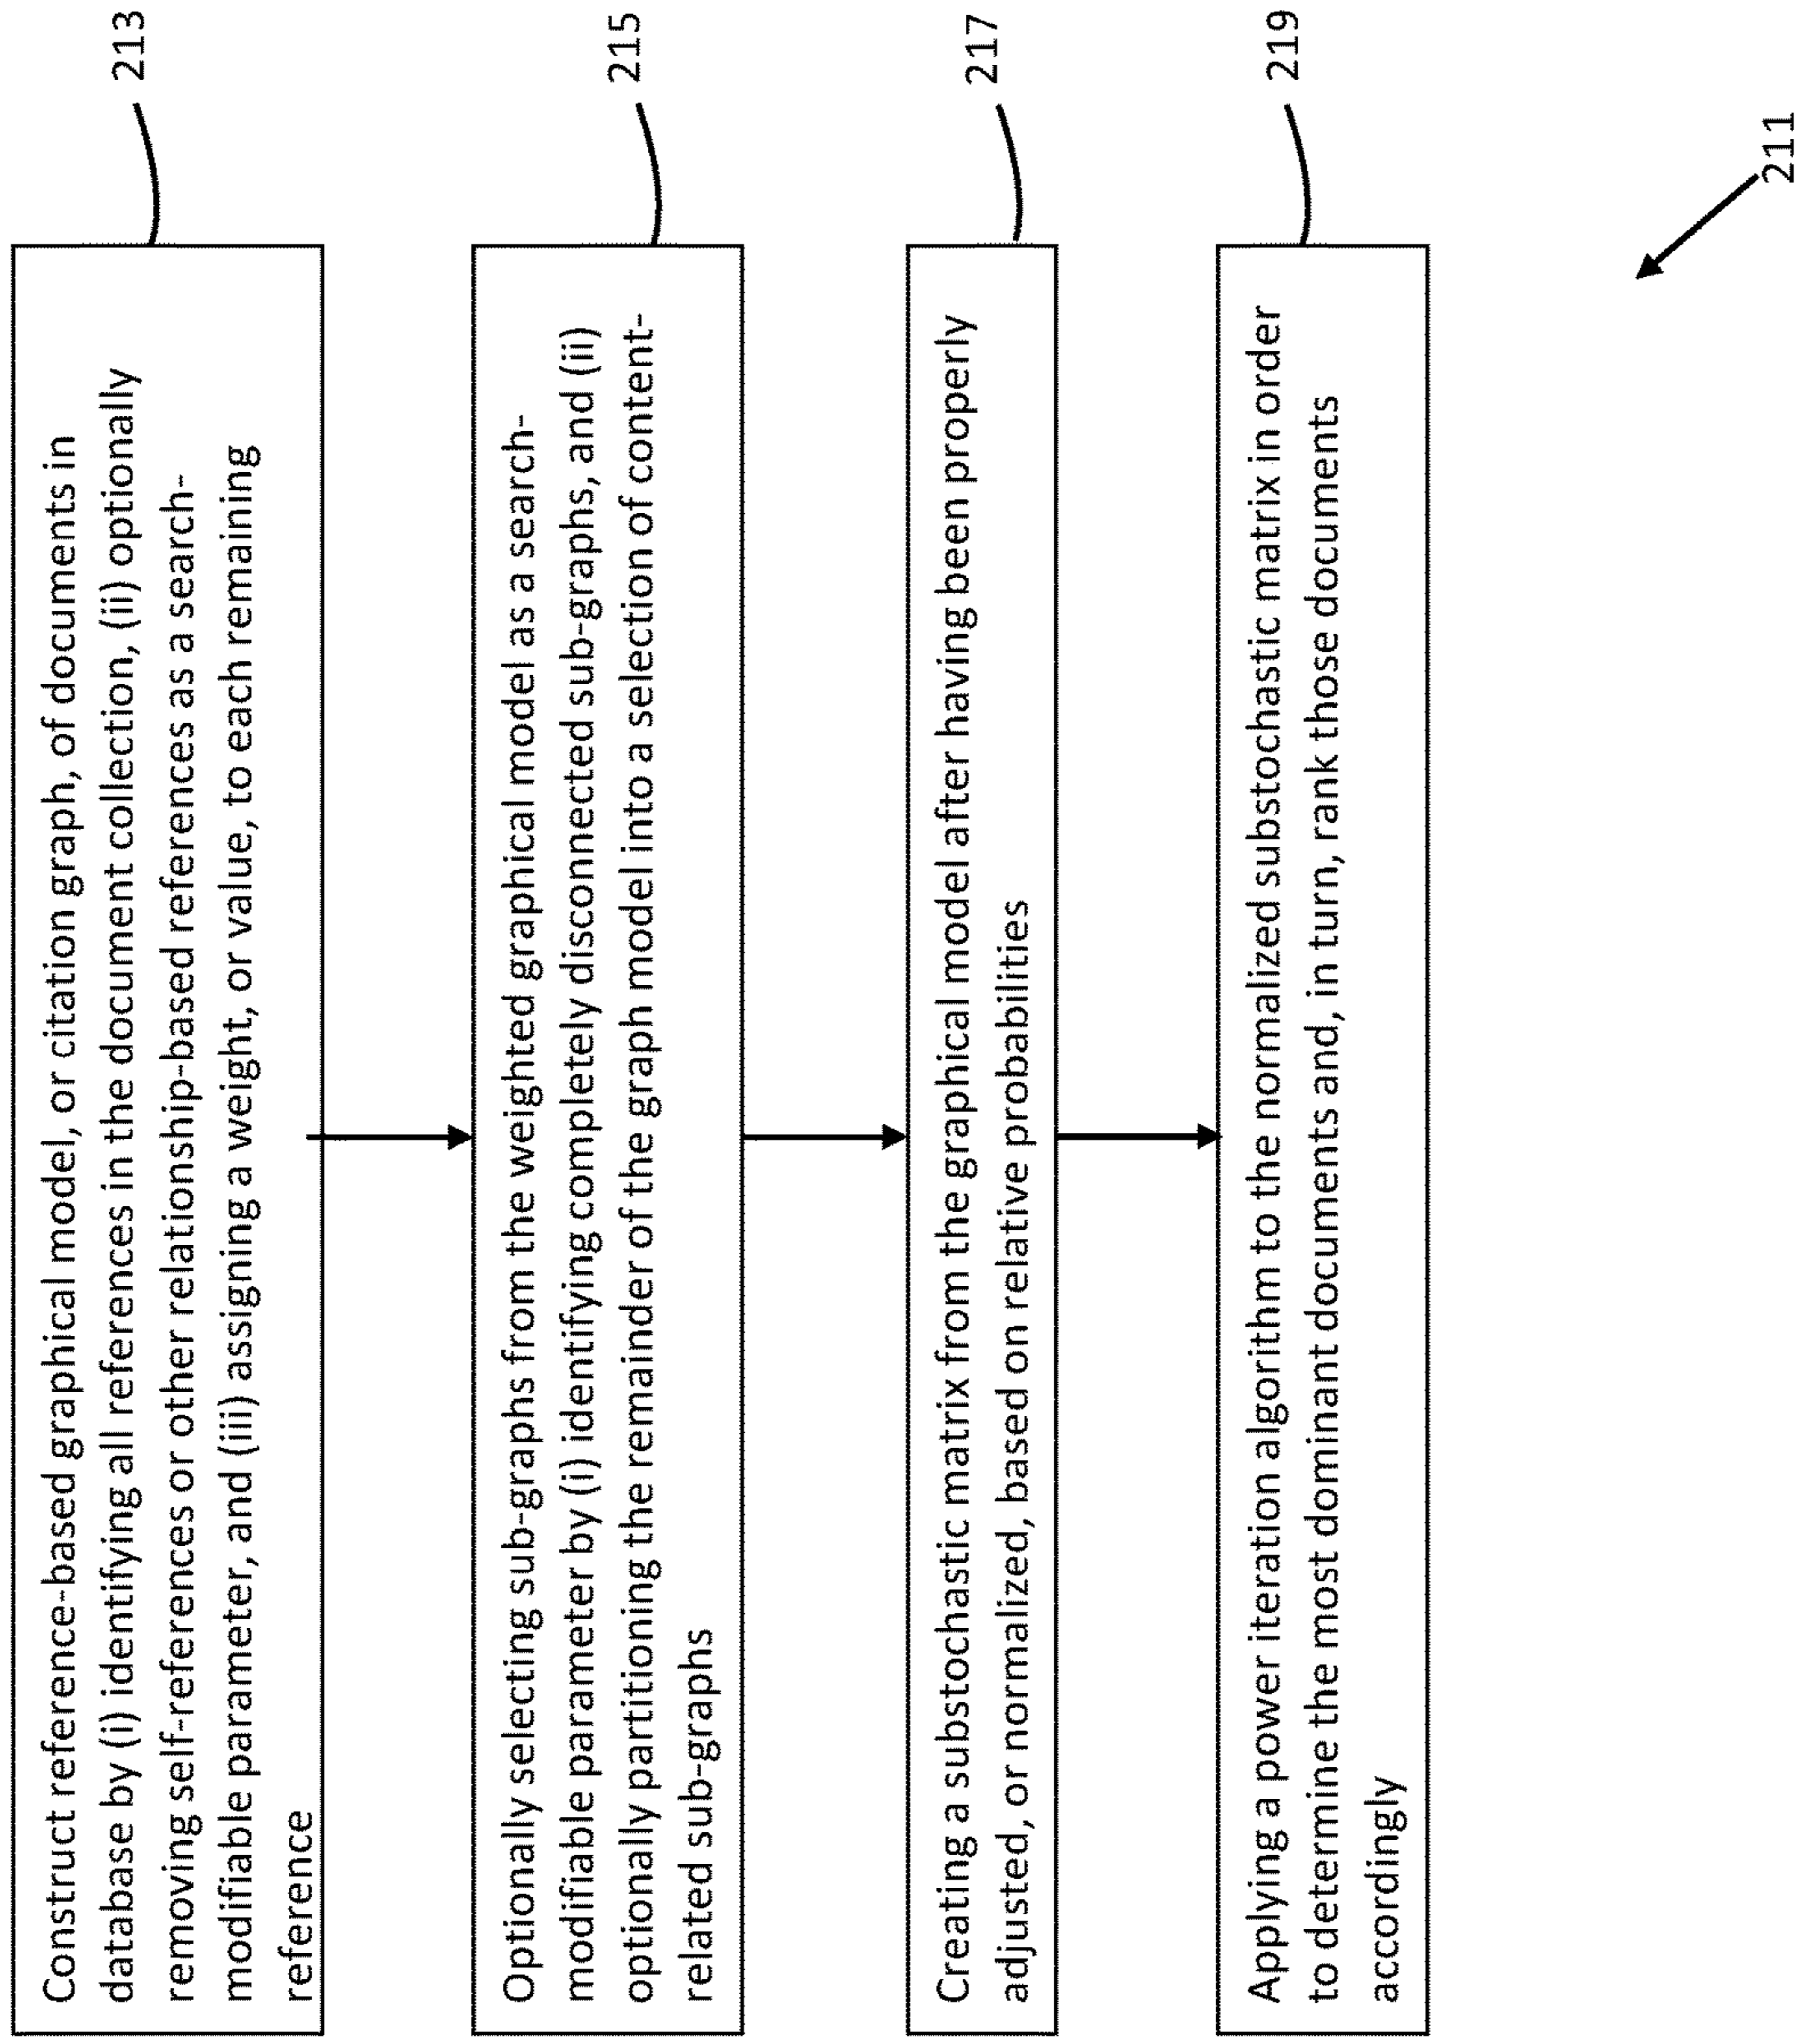 Construct reference-based graphical model, or citation graph, of documents in
database by (i) identifying all references in the document collection, (ii) optionally
removing self-references or other relationship-based references as a search-
modifiable parameter, and (iii) assigning a weight, or value, to each remaining
reference
213
Optionally selecting sub-graphs from the weighted graphical model as a search-
modifiable parameter by (i) identifying completely disconnected sub-graphs, and (ii)
optionally partitioning the remainder of the graph model into a selection of content-
related sub-graphs
215
Creating a substochastic matrix from the graphical model after having been properly
adjusted, or normalized, based on relative probabilities
217
Applying a power iteration algorithm to the normalized substochastic matrix in order
to determine the most dominant documents and, in turn, rank those documents
accordingly
219
211